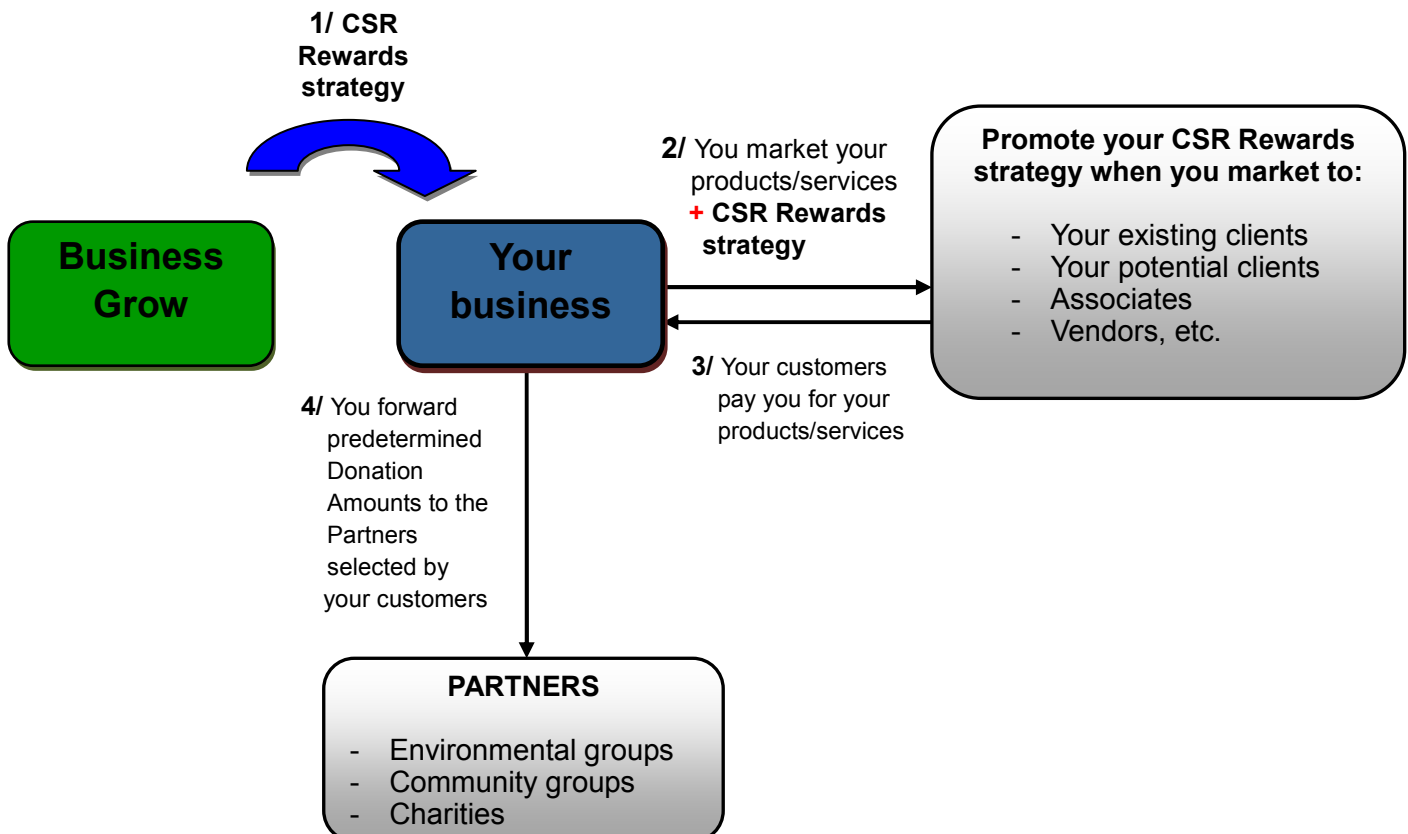 1/ CSR
Rewards
strategy
Business
Grow
Your
business
2/ You market your
products/services
+ CSR Rewards
strategy
Promote your CSR Rewards
strategy when you market to:
- Your existing clients
- Your potential clients
- Associates
- Vendors, etc.
3/ Your customers
pay you for your
products/services
4/ You forward
predetermined
Donation
Amounts to the
Partners
selected by
your customers
PARTNERS
- Environmental groups
- Community groups
- Charities